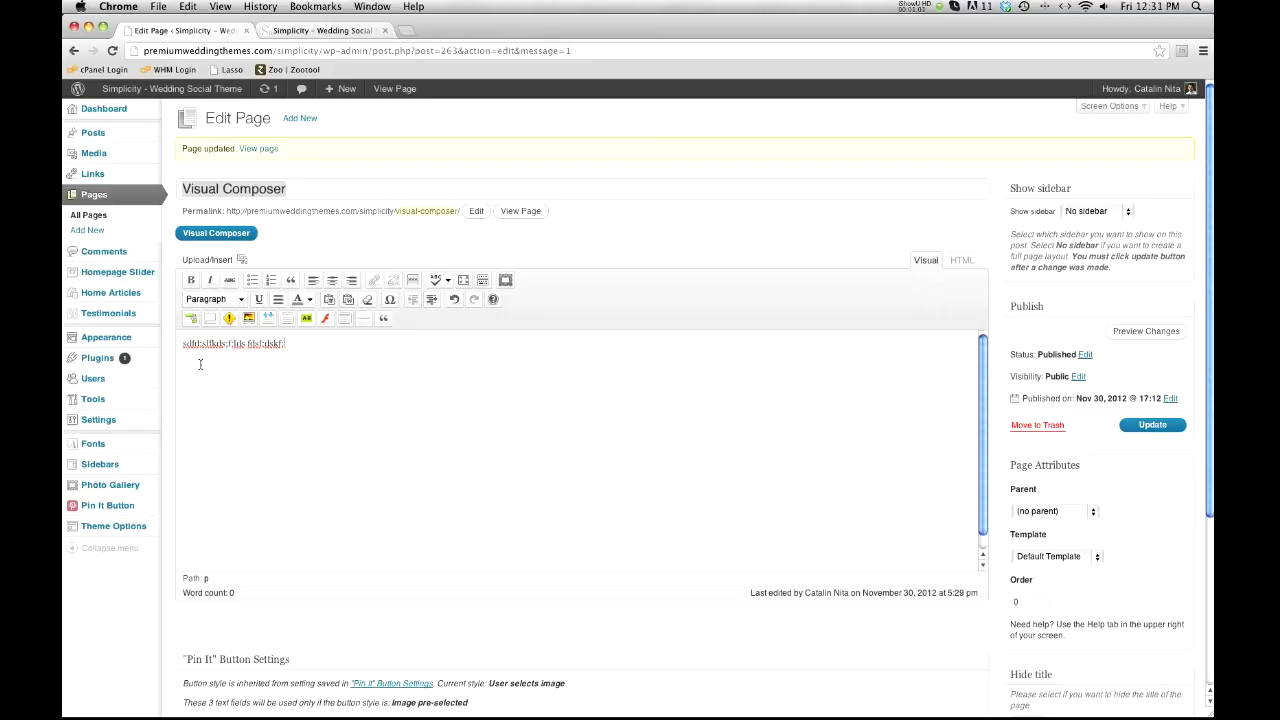 Chrome File Edit View History Bookmarks Window Help
iShowU HD
00:01:01
11
Fri 12:31 PM
Edit Page ‹ Simplicity - Wed
Simplicity - Wedding Social
premiumweddingthemes.com/simplicity/wp-admin/post.php?post=263&action=edit&message=1
cPanel Login WHM Login Lasso Zoo | Zootool
Simplicity - Wedding Social Theme 1 New View Page Howdy, Catalin Nita
Screen Options Help
Dashboard
Posts
Media
Links
Pages
All Pages
Add New
Comments
Homepage Slider
Home Articles
Testimonials
Appearance
Plugins 1
Users
Tools
Settings
Fonts
Sidebars
Photo Gallery
Pin It Button
Theme Options
Collapse menu
Edit Page Add New
Page updated. View page
Visual Composer
Permalink: http://premiumweddingthemes.com/simplicity/visual-composer/ Edit View Page
Visual Composer
Upload/Insert Visual HTML
B I ABC
Paragraph U A
Path: p
Word count: 0 Last edited by Catalin Nita on November 30, 2012 at 5:29 pm
"Pin It" Button Settings
Button style is inherited from setting saved in "Pin It" Button Settings. Current style: User selects image
These 3 text fields will be used only if the button style is: Image pre-selected
Show sidebar
Show sidebar No sidebar
Select which sidebar you want to show on this
post. Select No sidebar if you want to create a
full page layout. You must click update button
after a change was made.
Publish
Preview Changes
Status: Published Edit
Visibility: Public Edit
Published on: Nov 30, 2012 @ 17:12 Edit
Move to Trash Update
Page Attributes
Parent
(no parent)
Template
Default Template
Order
0
Need help? Use the Help tab in the upper right
of your screen.
Hide title
Please select if you want to hide the title of the
page